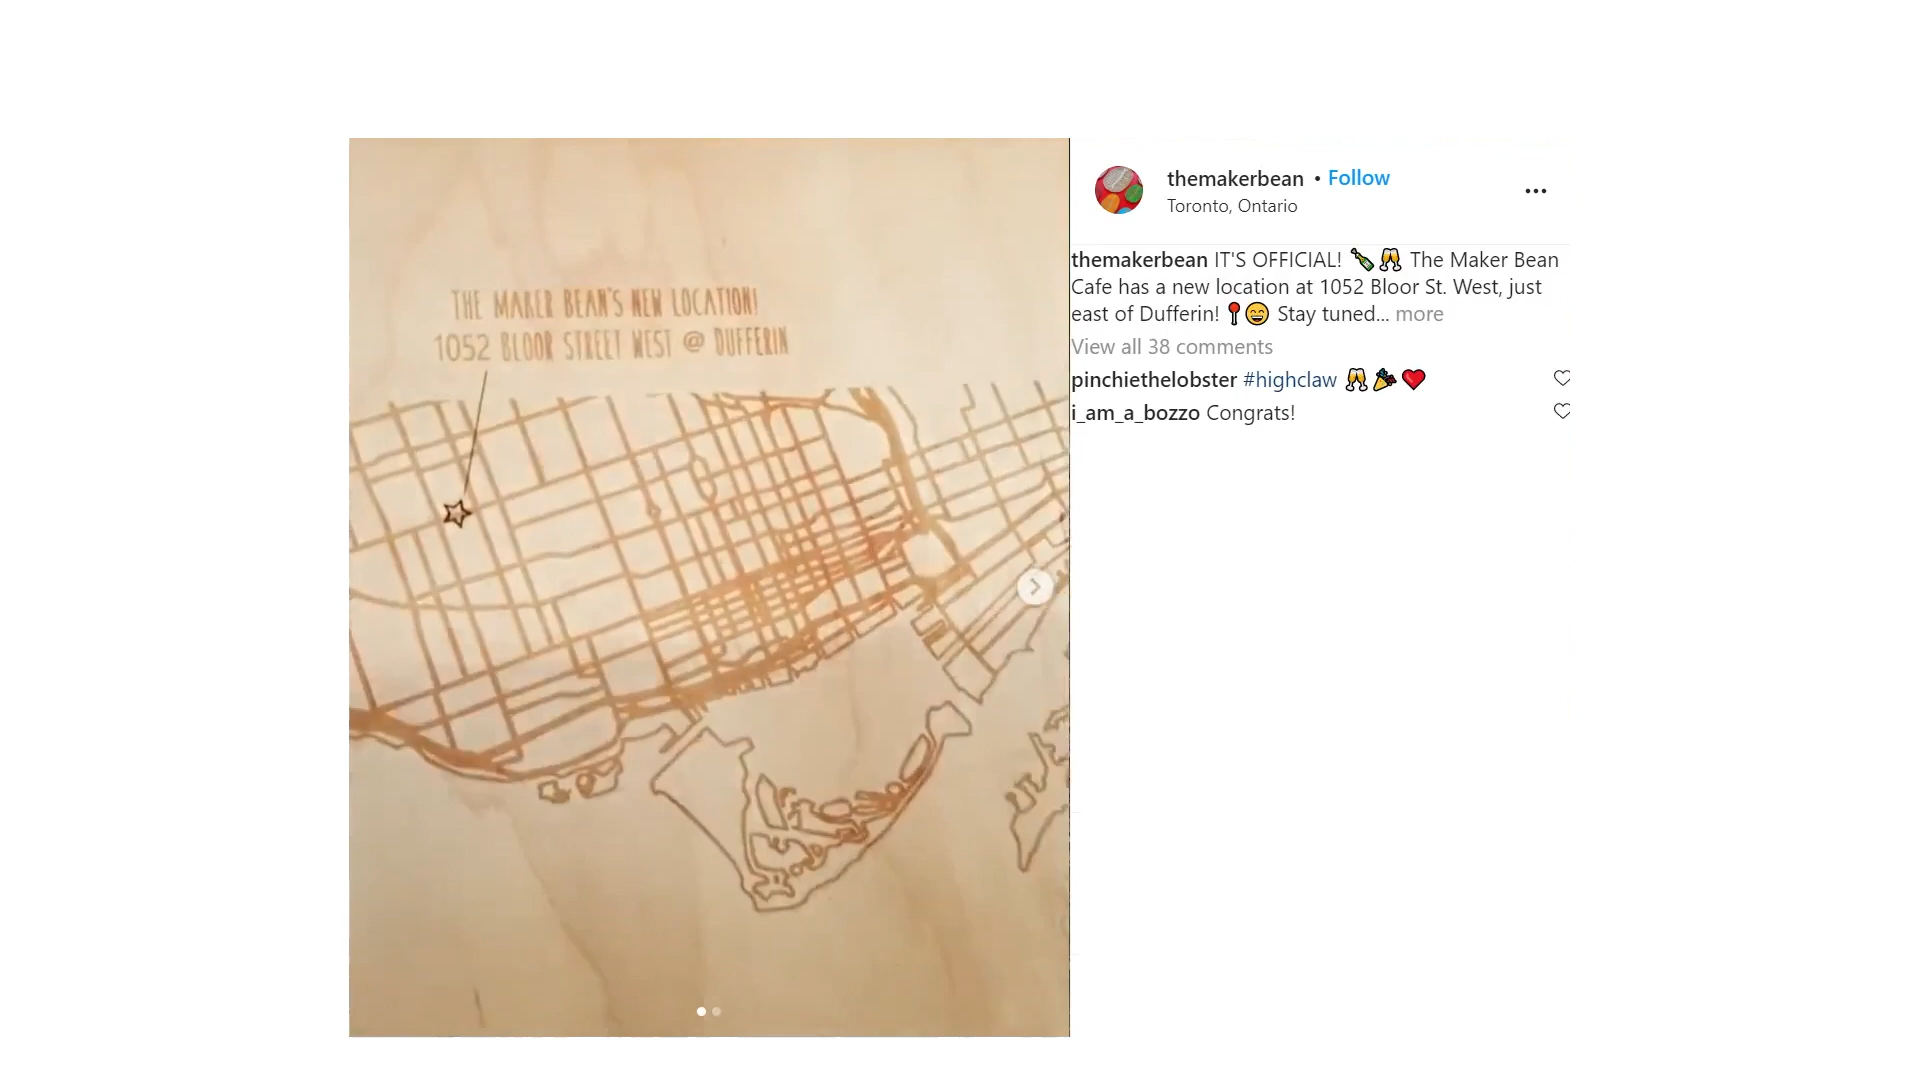 THE MAKER BEAN'S NEW LOCATION!
1052 BLOOR STREET WEST @ DUFFERIN
themakerbean • Follow
Toronto, Ontario
themakerbean IT'S OFFICIAL! 🍾🥂 The Maker Bean
Cafe has a new location at 1052 Bloor St. West, just
east of Dufferin! 📍😄 Stay tuned... more
View all 38 comments
pinchiethelobster #highclaw 🥂🎉❤️
i_am_a_bozzo Congrats!